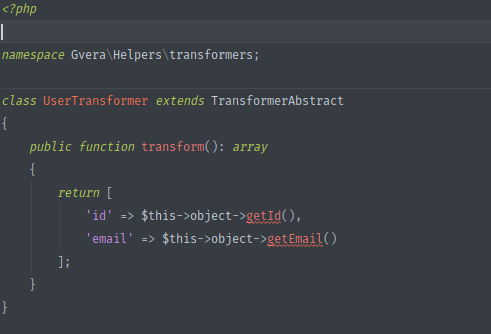 <?php
namespace Gvera\Helpers\transformers;
class UserTransformer extends TransformerAbstract
{
    public function transform(): array
    {
        return [
            'id' => $this->object->getId(),
            'email' => $this->object->getEmail()
        ];
    }
}